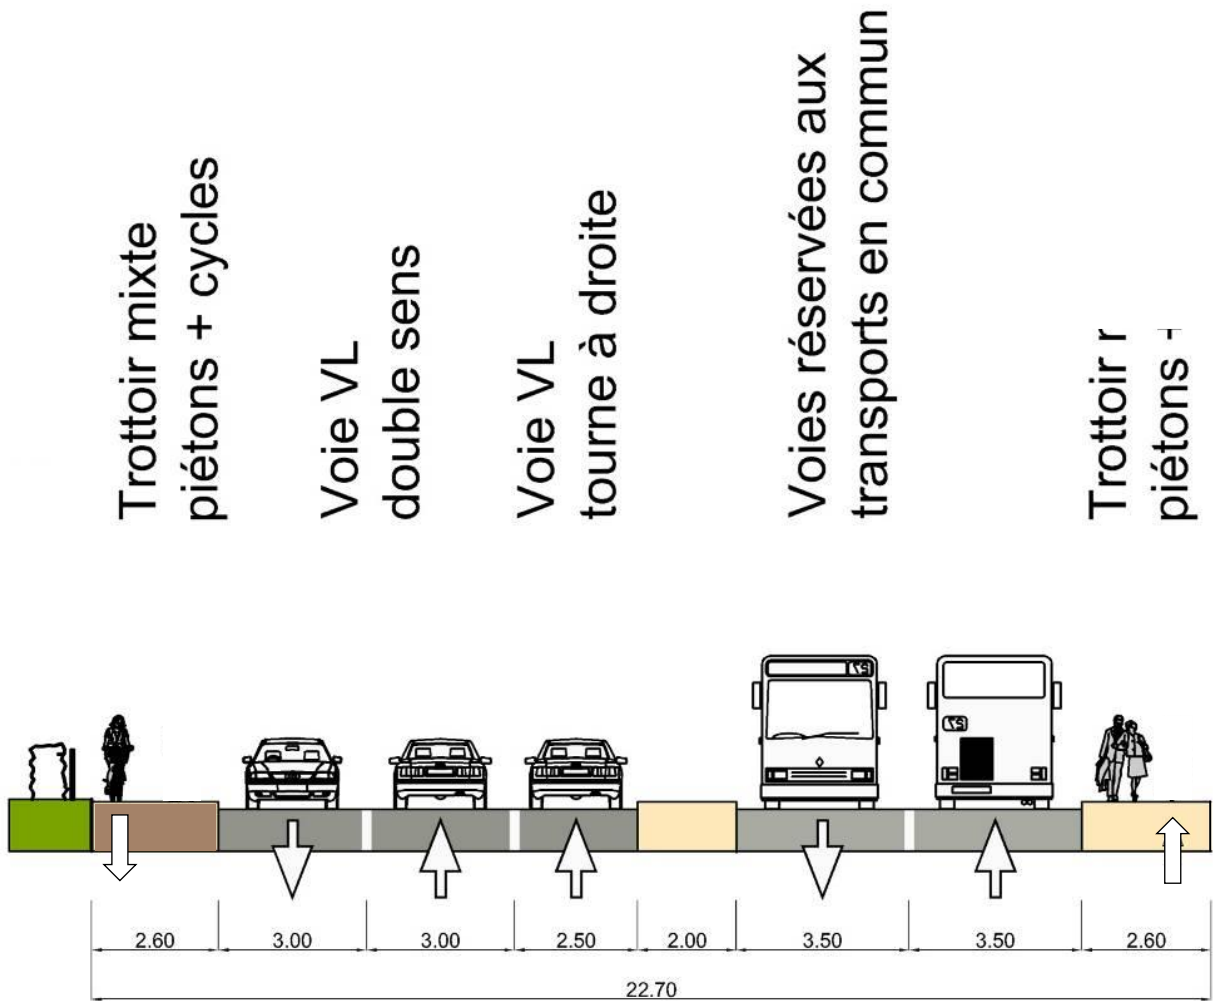 Trottoir mixte
piétons + cycles
Voie VL
double sens
Voie VL
tourne à droite
Voies réservées aux
transports en commun
Trottoir
piétons +
27
27
2.60
3.00
3.00
2.50
2.00
3.50
3.50
2.60
22.70